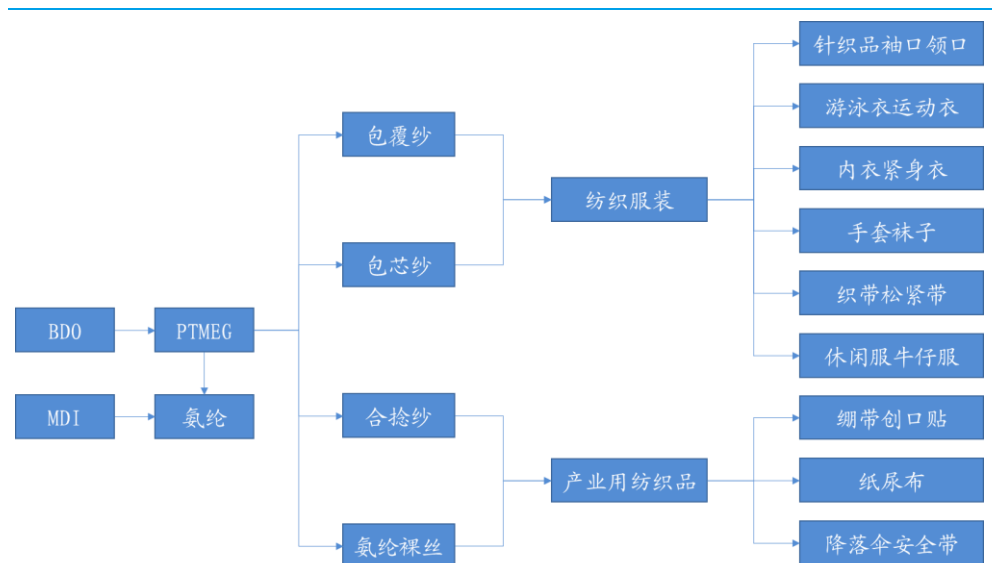 针织品袖口领口
游泳衣运动衣
包覆纱
内衣紧身衣
纺织服装
手套袜子
包芯纱
织带松紧带
BDO
PTMEG
休闲服牛仔服
MDI
氨纶
合捻纱
绷带创口贴
产业用纺织品
纸尿布
氨纶裸丝
降落伞安全带